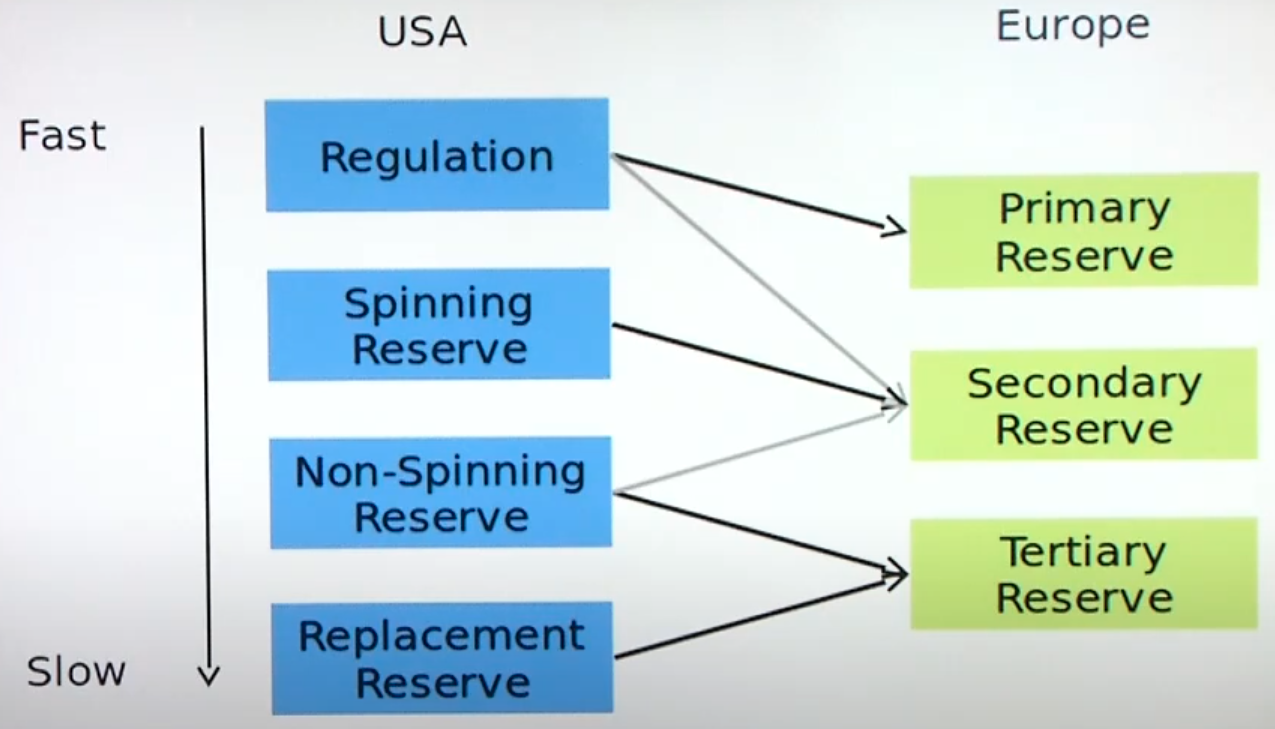 USA
Europe
Fast
Regulation
Primary
Reserve
Spinning
Reserve
Secondary
Reserve
Non-Spinning
Reserve
Tertiary
Reserve
Replacement
Reserve
Slow